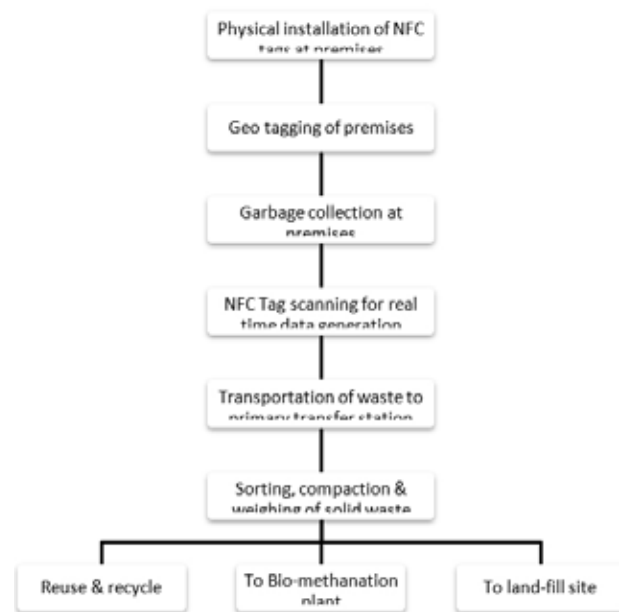 Physical installation of NFC
tags at premises
Geo tagging of premises
Garbage collection at
premises
NFC Tag scanning for real
time data generation
Transportation of waste to
primary transfer station
Sorting, compaction &
weighing of solid waste
Reuse & recycle
To Bio-methanation
plant
To land-fill site